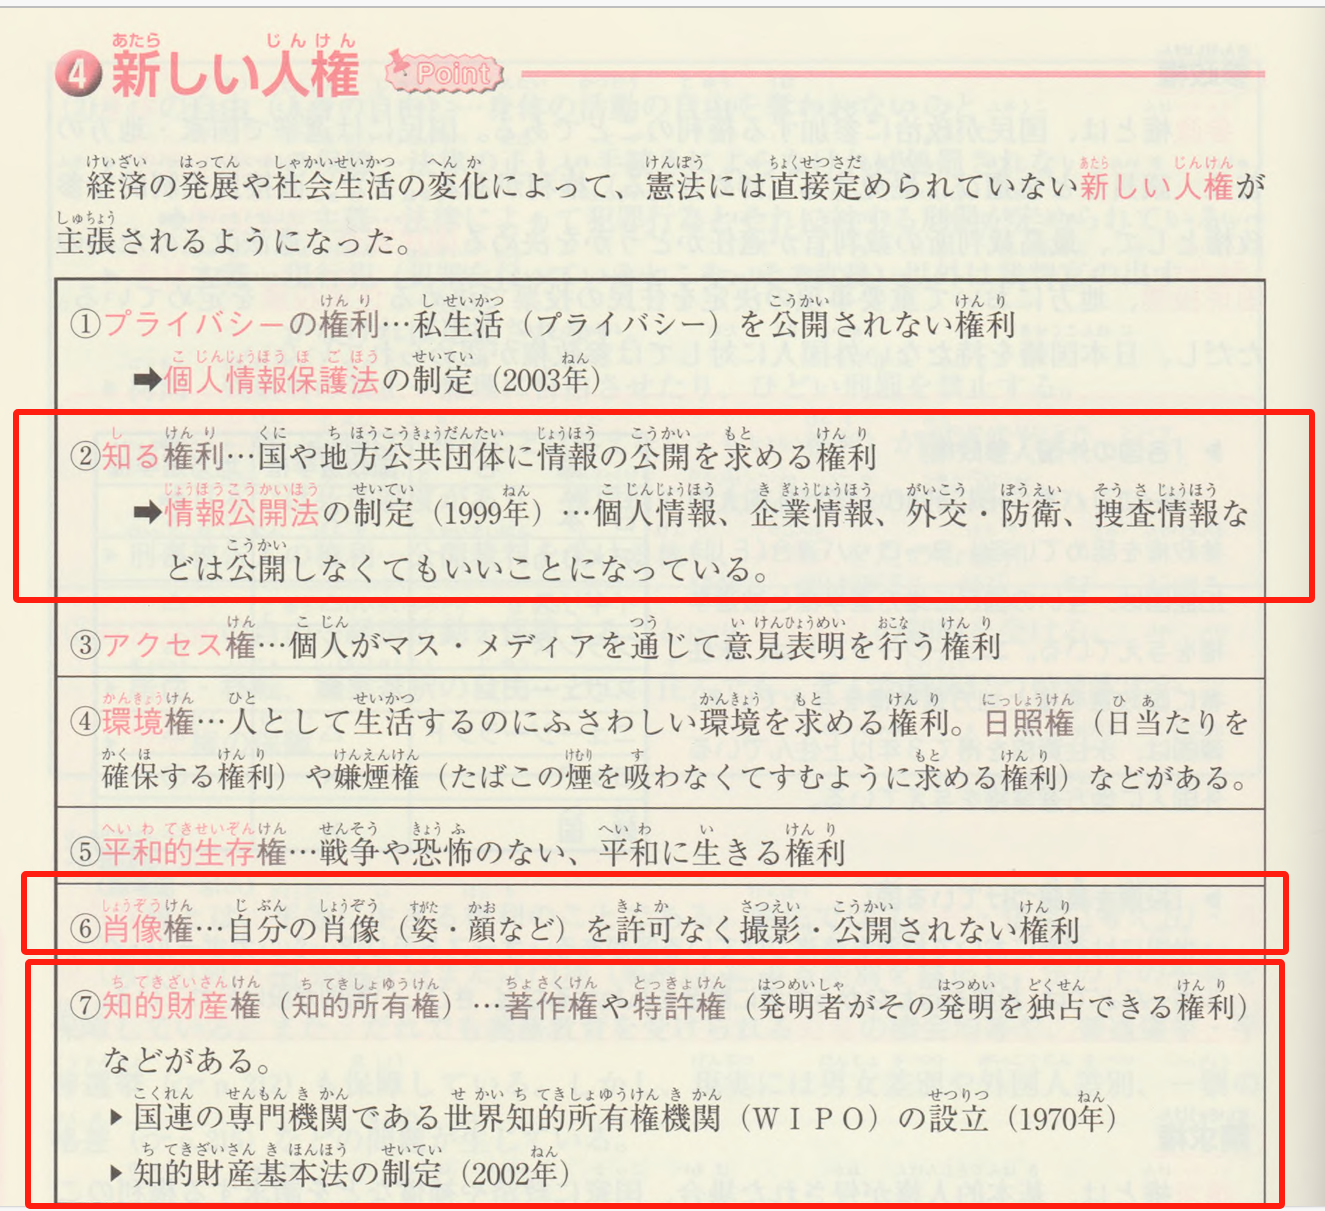 ④新しい人権 Point
経済の発展や社会生活の変化によって、憲法には直接定められていない新しい人権が
主張されるようになった。
①プライバシーの権利…私生活（プライバシー）を公開されない権利
➡個人情報保護法の制定（2003年）
②知る権利…国や地方公共団体に情報の公開を求める権利
➡情報公開法の制定（1999年）…個人情報、企業情報、外交・防衛、捜査情報な
どは公開しなくてもいいことになっている。
③アクセス権…個人がマス・メディアを通じて意見表明を行う権利
④環境権…人として生活するのにふさわしい環境を求める権利。日照権（日当たりを
確保する権利）や嫌煙権（たばこの煙を吸わなくてすむように求める権利）などがある。
⑤平和的生存権…戦争や恐怖のない、平和に生きる権利
⑥肖像権…自分の肖像（姿・顔など）を許可なく撮影・公開されない権利
⑦知的財産権（知的所有権）…著作権や特許権（発明者がその発明を独占できる権利）
などがある。
▶国連の専門機関である世界知的所有権機関（WIPO）の設立（1970年）
▶知的財産基本法の制定（2002年）